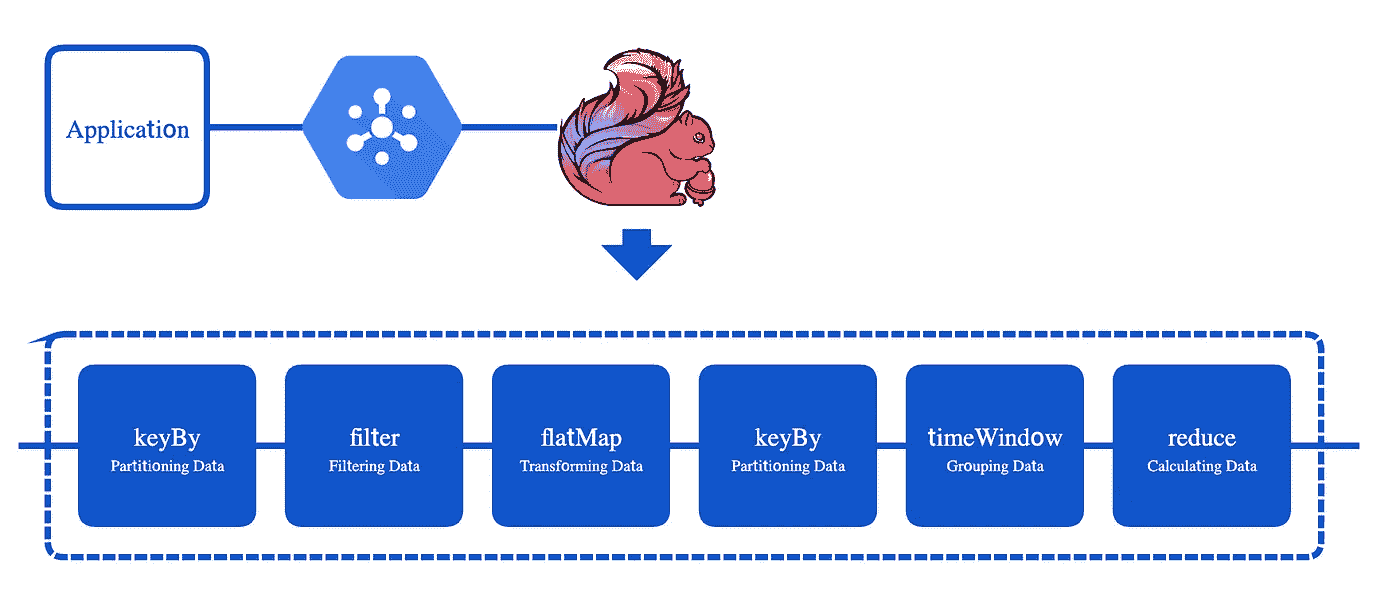 Application
keyBy
Partitioning Data
filter
Filtering Data
flatMap
Transforming Data
keyBy
Partitioning Data
timeWindow
Grouping Data
reduce
Calculating Data